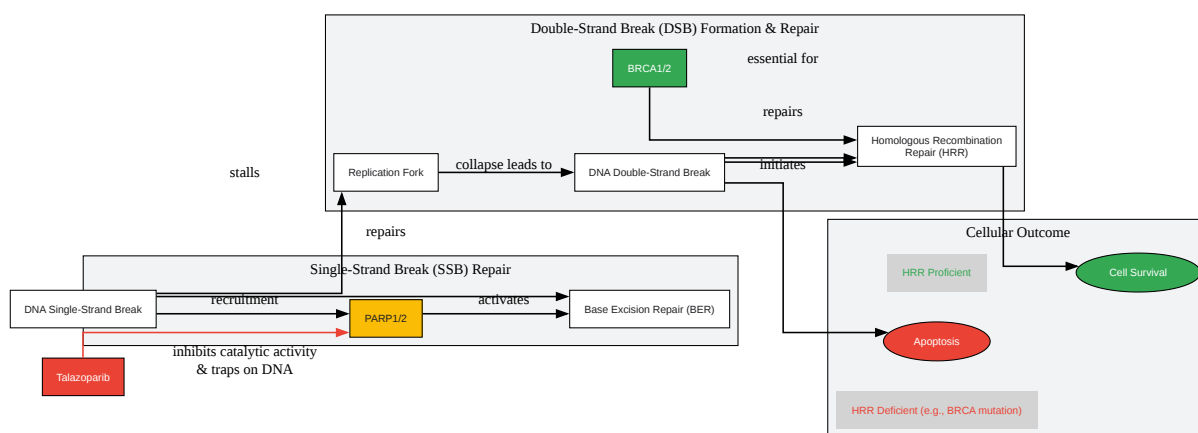 Double-Strand Break (DSB) Formation & Repair
BRCA1/2
essential for
repairs
Homologous Recombination
Repair (HRR)
stalls
Replication Fork
collapse leads to
DNA Double-Strand Break
initiates
repairs
Cellular Outcome
HRR Proficient
Cell Survival
Single-Strand Break (SSB) Repair
DNA Single-Strand Break
recruitment
PARP1/2
activates
Base Excision Repair (BER)
Apoptosis
inhibits catalytic activity
& traps on DNA
Talazoparib
HRR Deficient (e.g., BRCA mutation)